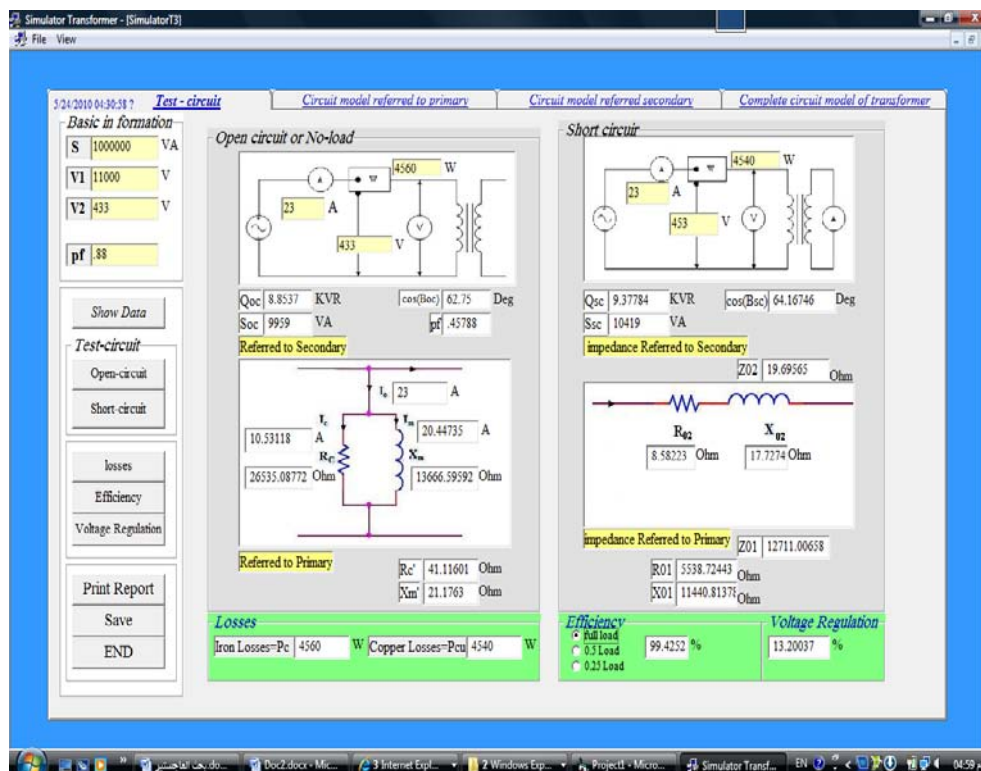 Simulator Transformer - [SimulatorT3]
File View
5/24/2010 04:30:58 ?
Test - circuit
Circuit model referred to primary
Circuit model referred secondary
Complete circuit model of transformer
Basic in formation
S 1000000 VA
V1 11000 V
V2 433 V
pf .88
Show Data
Test-circuit
Open-circuit
Short-circuit
losses
Efficiency
Voltage Regulation
Print Report
Save
END
Open circuit or No-load
A W 4560 W
23 A
433 V V
Qoc 8.8537 KVR cos(Boc) 62.75 Deg
Soc 9959 VA pf .45788
Referred to Secondary
Io 23 A
Ic Im 20.44735 A
10.53118 A
RC Xm
26535.08772 Ohm 13666.59592 Ohm
Referred to Primary
Rc' 41.11601 Ohm
Xm' 21.1763 Ohm
Short circuir
A W 4540 W
23 A
453 V V A
Qsc 9.37784 KVR cos(Bsc) 64.16746 Deg
Ssc 10419 VA
impedance Referred to Secondary
Z02 19.69565 Ohm
R02 X02
8.58223 Ohm 17.7274 Ohm
impedance Referred to Primary Z01 12711.00658
R01 5538.72443 Ohm
X01 11440.81378 Ohm
Losses
Iron Losses=Pc 4560 W Copper Losses=Pcu 4540 W
Efficiency
full load
0.5 Load
0.25 Load
99.4252 %
Voltage Regulation
13.20037 %
Doc2.docx - Mic...
3 Internet Expl...
2 Windows Exp...
Project1 - Micro...
Simulator Transf...
EN
04:59 م